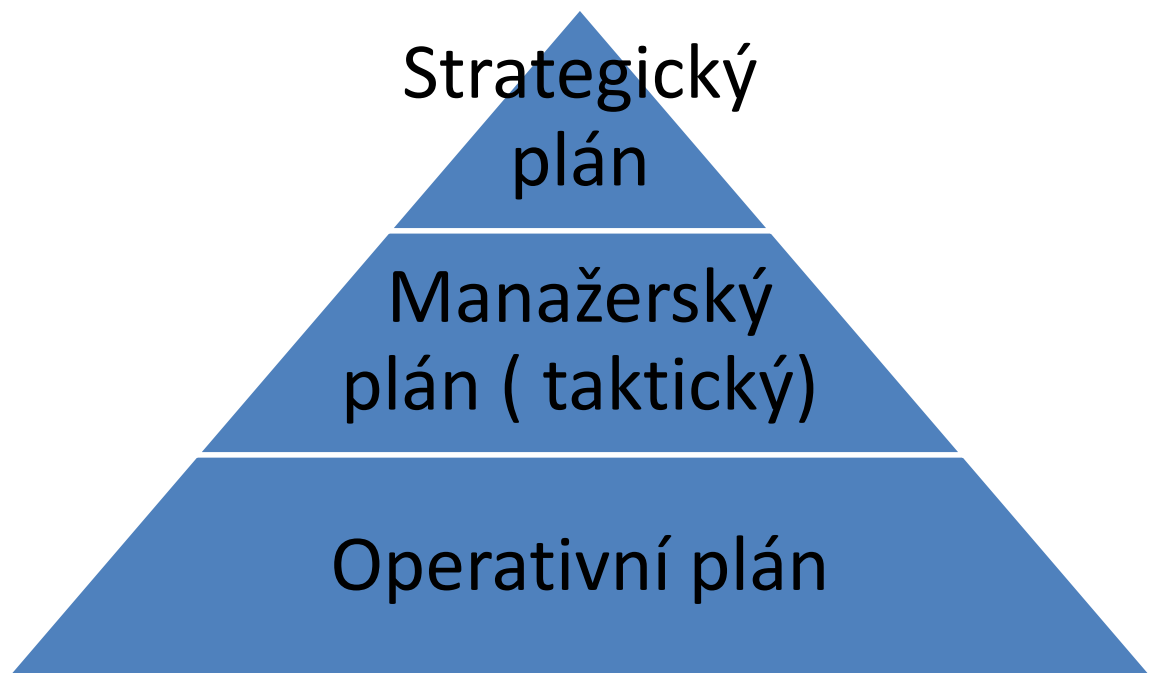 Strategický
plán
Manažerský
plán ( taktický)
Operativní plán